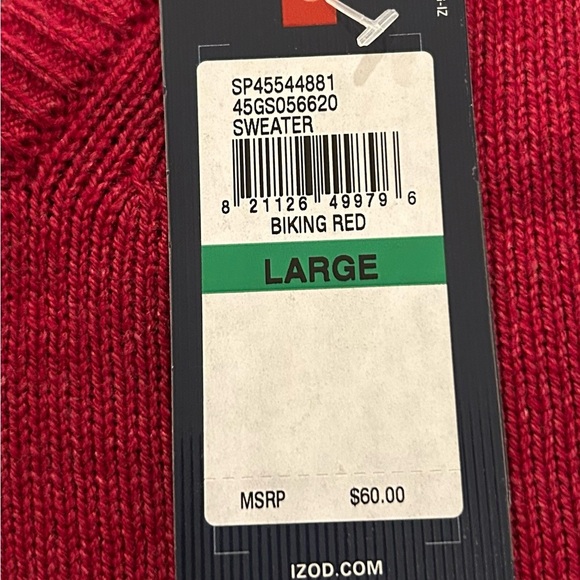 SP45544881
45GS056620
SWEATER
8 21126 49979 6
BIKING RED
LARGE
MSRP $60.00
IZOD.COM